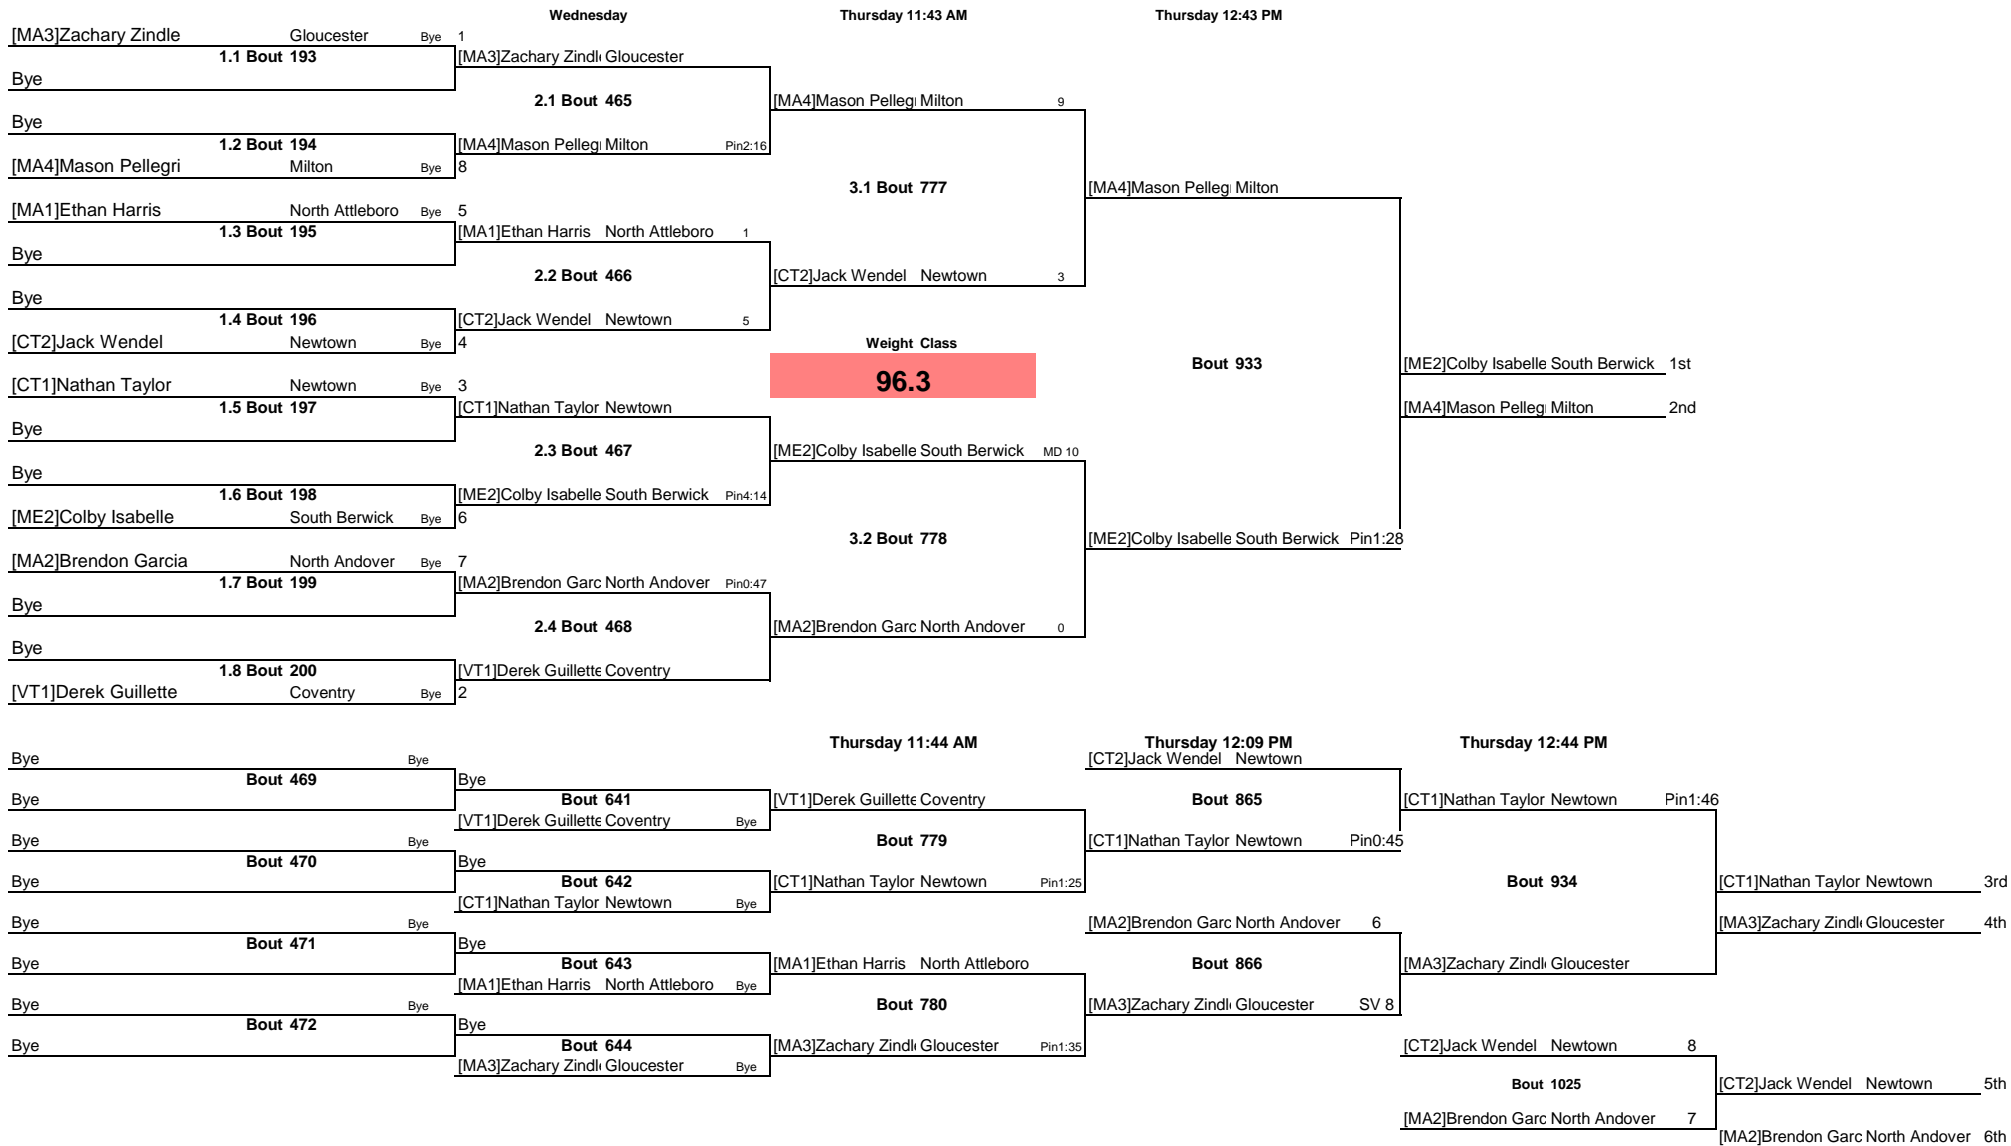 Wednesday Thursday 11:43 AM Thursday 12:43 PM
[MA3]Zachary Zindle Gloucester Bye 1
1.1 Bout 193 [MA3]Zachary Zindl Gloucester
Bye
2.1 Bout 465 [MA4]Mason Pelleg Milton 9
Bye
1.2 Bout 194 [MA4]Mason Pelleg Milton Pin2:16
[MA4]Mason Pellegri Milton Bye 8
3.1 Bout 777 [MA4]Mason Pelleg Milton
[MA1]Ethan Harris North Attleboro Bye 5
1.3 Bout 195 [MA1]Ethan Harris North Attleboro 1
Bye
2.2 Bout 466 [CT2]Jack Wendel Newtown 3
Bye
1.4 Bout 196 [CT2]Jack Wendel Newtown 5
[CT2]Jack Wendel Newtown Bye 4 Weight Class
Bout 933 [ME2]Colby Isabelle South Berwick 1st
96.3
[CT1]Nathan Taylor Newtown Bye 3
1.5 Bout 197 [CT1]Nathan Taylor Newtown [MA4]Mason Pelleg Milton 2nd
Bye
2.3 Bout 467 [ME2]Colby Isabelle South Berwick MD 10
Bye
1.6 Bout 198 [ME2]Colby Isabelle South Berwick Pin4:14
[ME2]Colby Isabelle South Berwick Bye 6
3.2 Bout 778 [ME2]Colby Isabelle South Berwick Pin1:28
[MA2]Brendon Garcia North Andover Bye 7
1.7 Bout 199 [MA2]Brendon Garc North Andover Pin0:47
Bye
2.4 Bout 468 [MA2]Brendon Garc North Andover 0
Bye
1.8 Bout 200 [VT1]Derek Guillette Coventry
[VT1]Derek Guillette Coventry Bye 2
Thursday 11:44 AM Thursday 12:09 PM Thursday 12:44 PM
Bye Bye [CT2]Jack Wendel Newtown
Bout 469 Bye
Bye Bout 641 [VT1]Derek Guillette Coventry Bout 865 [CT1]Nathan Taylor Newtown Pin1:46
[VT1]Derek Guillette Coventry Bye
Bye Bye Bout 779 [CT1]Nathan Taylor Newtown Pin0:45
Bout 470 Bye
Bye Bout 642 [CT1]Nathan Taylor Newtown Pin1:25 Bout 934 [CT1]Nathan Taylor Newtown 3rd
[CT1]Nathan Taylor Newtown Bye
Bye Bye [MA2]Brendon Garc North Andover 6 [MA3]Zachary Zindl Gloucester 4th
Bout 471 Bye
Bye Bout 643 [MA1]Ethan Harris North Attleboro Bout 866 [MA3]Zachary Zindl Gloucester
[MA1]Ethan Harris North Attleboro Bye
Bye Bye Bout 780 [MA3]Zachary Zindl Gloucester SV 8
Bout 472 Bye
Bye Bout 644 [MA3]Zachary Zindl Gloucester Pin1:35 [CT2]Jack Wendel Newtown 8
[MA3]Zachary Zindl Gloucester Bye
Bout 1025 [CT2]Jack Wendel Newtown 5th
[MA2]Brendon Garc North Andover 7
[MA2]Brendon Garc North Andover 6th